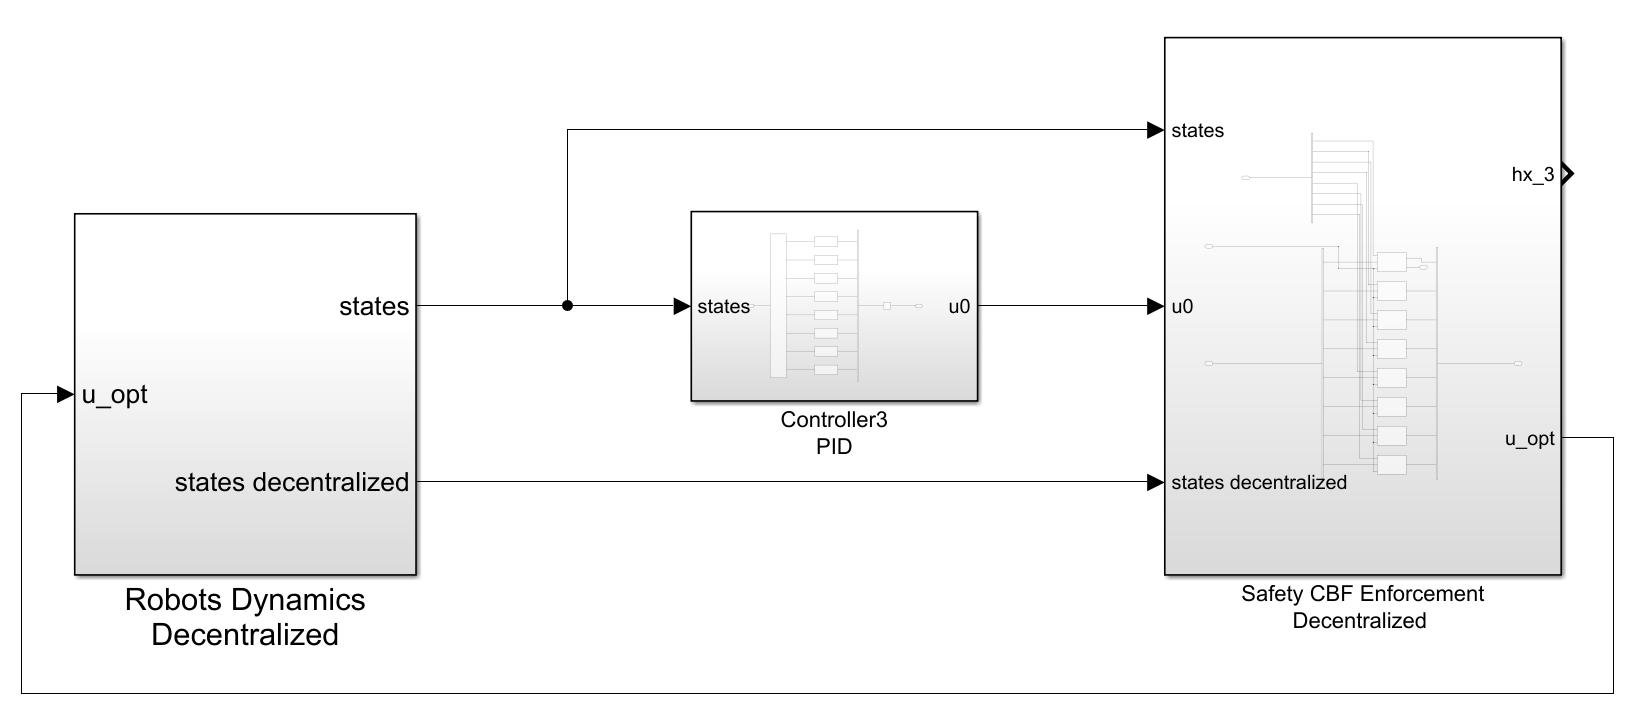 states
hx_3
states
states
u0
u0
u_opt
u_opt
states decentralized
states decentralized
Controller3
PID
Robots Dynamics
Decentralized
Safety CBF Enforcement
Decentralized